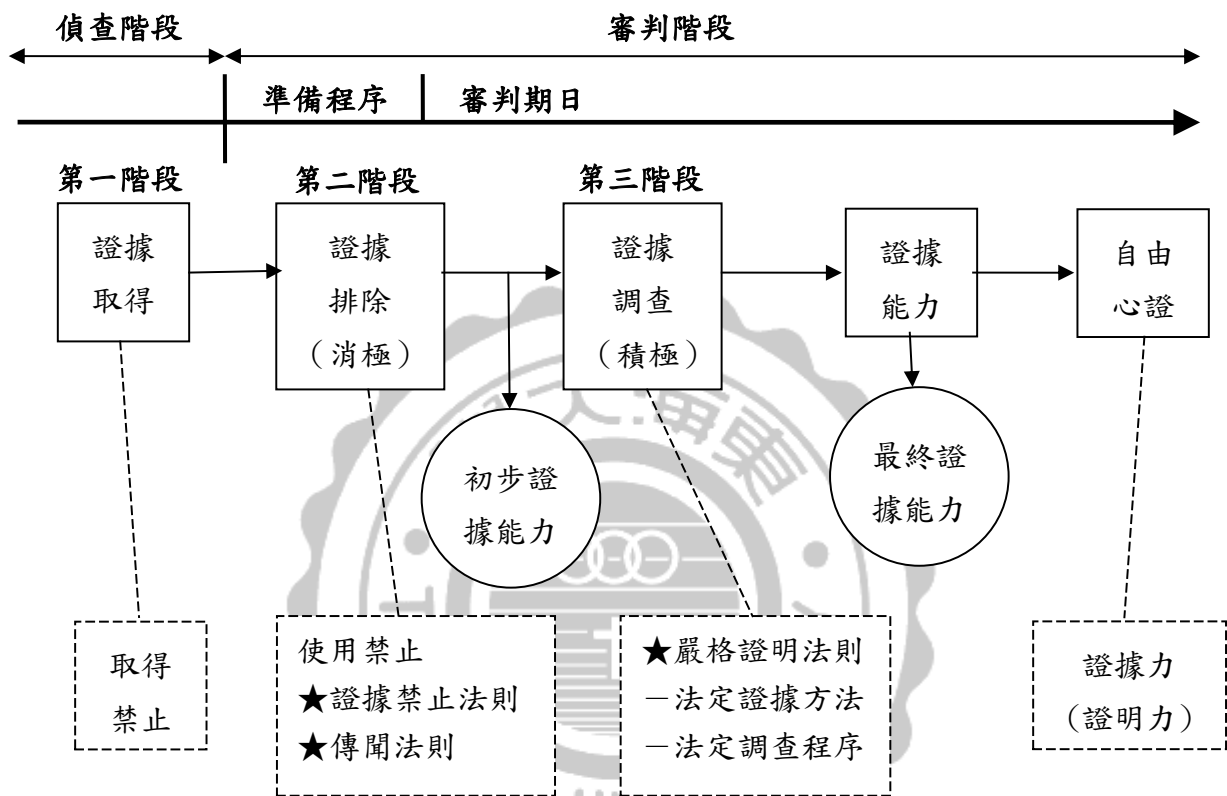 偵查階段
審判階段
準備程序
審判期日
第一階段
第二階段
第三階段
證據
取得
證據
排除
（消極）
證據
調查
（積極）
證據
能力
自由
心證
初步證
據能力
最終證
據能力
取得
禁止
使用禁止
★證據禁止法則
★傳聞法則
★嚴格證明法則
－法定證據方法
－法定調查程序
證據力
（證明力）
大海東